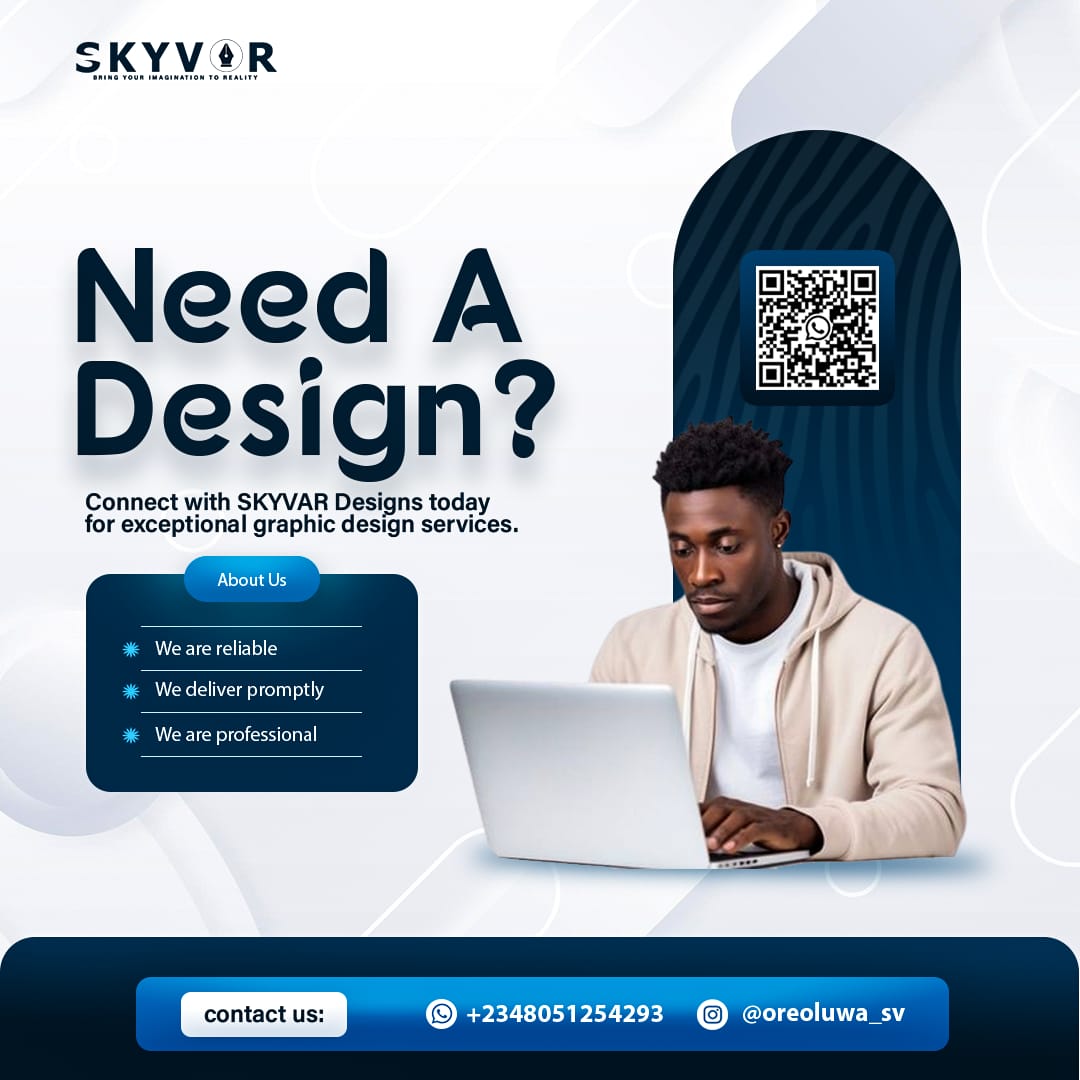 SKYVAR
BRING YOUR IMAGINATION TO REALITY
Need A
Design?
Connect with SKYVAR Designs today
for exceptional graphic design services.
About Us
We are reliable
We deliver promptly
We are professional
contact us:
+2348051254293
@oreoluwa_sv